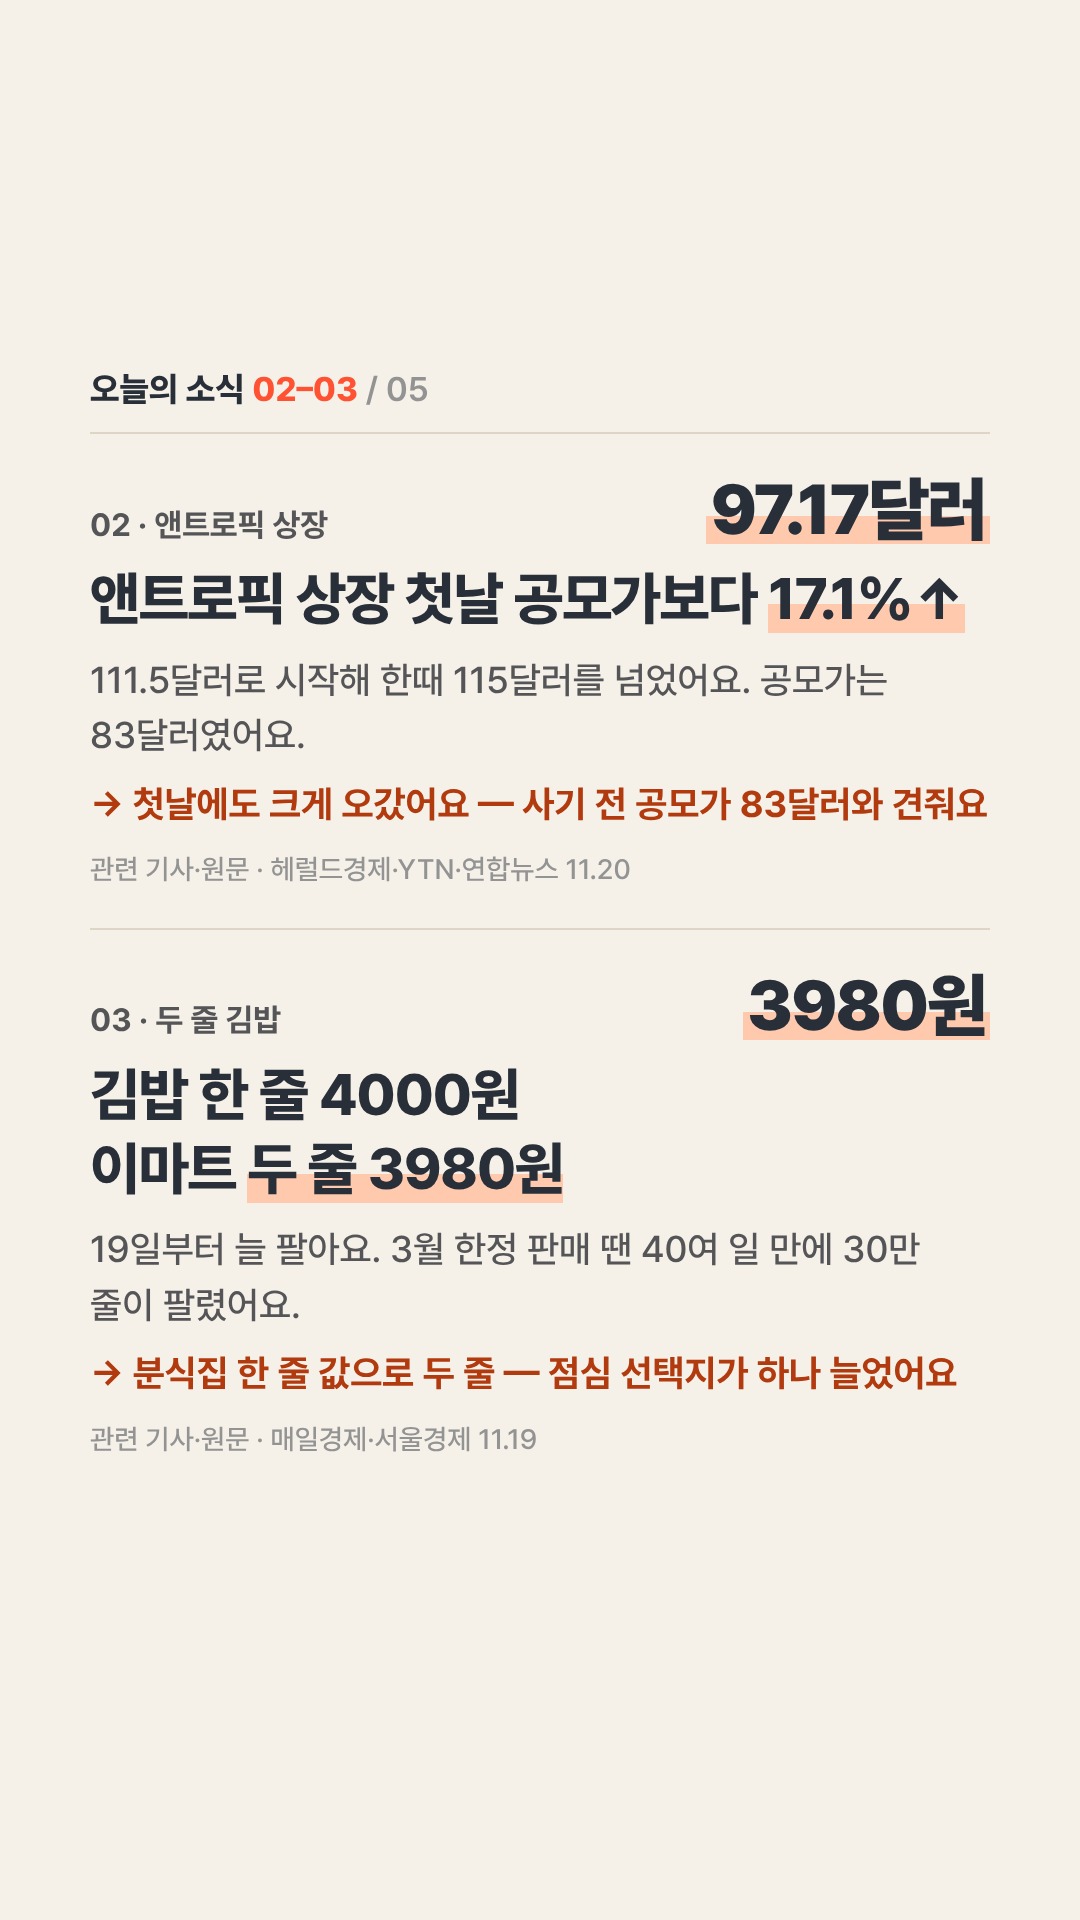 오늘의 소식 02–03 / 05
02 · 앤트로픽 상장
97.17달러
앤트로픽 상장 첫날 공모가보다 17.1%↑
111.5달러로 시작해 한때 115달러를 넘었어요. 공모가는
83달러였어요.
→ 첫날에도 크게 오갔어요 — 사기 전 공모가 83달러와 견줘요
관련 기사·원문 · 헤럴드경제·YTN·연합뉴스 11.20
03 · 두 줄 김밥
3980원
김밥 한 줄 4000원
이마트 두 줄 3980원
19일부터 늘 팔아요. 3월 한정 판매 땐 40여 일 만에 30만
줄이 팔렸어요.
→ 분식집 한 줄 값으로 두 줄 — 점심 선택지가 하나 늘었어요
관련 기사·원문 · 매일경제·서울경제 11.19